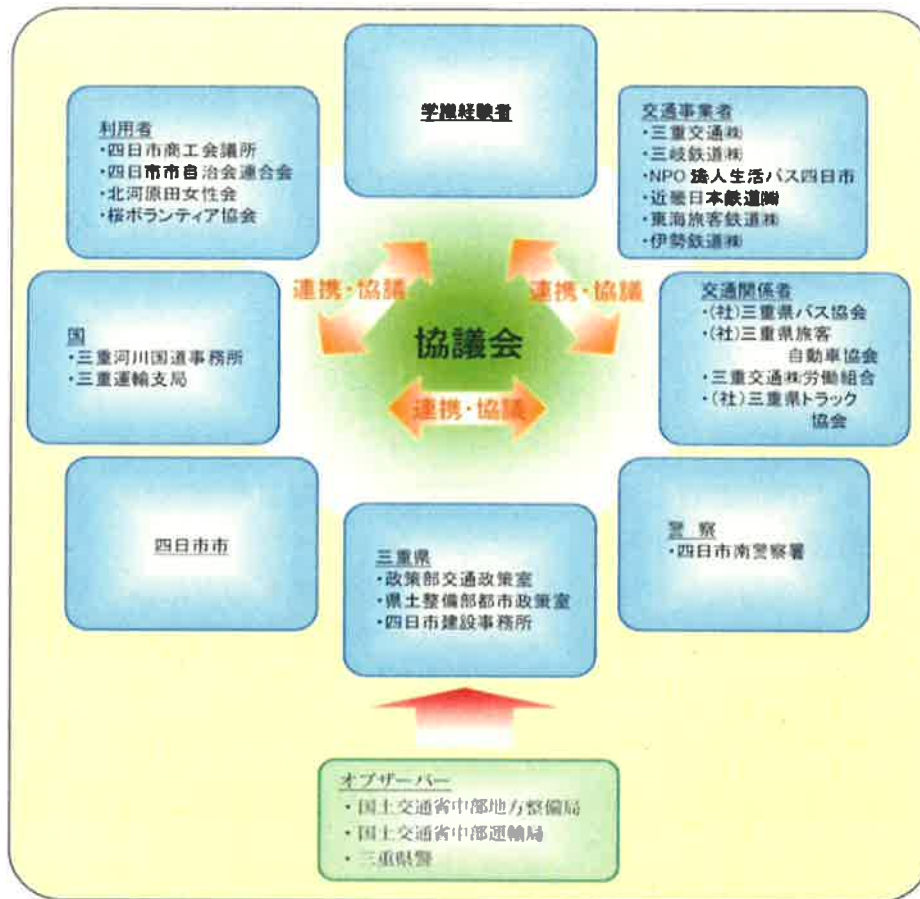 学識経験者
利用者
・四日市商工会議所
・四日市市自治会連合会
・北河原田女性会
・桜ボランティア協会
交通事業者
・三重交通㈱
・三岐鉄道㈱
・NPO 法人生活バス四日市
・近畿日本鉄道㈱
・東海旅客鉄道㈱
・伊勢鉄道㈱
連携・協議
連携・協議
協議会
連携・協議
国
・三重河川国道事務所
・三重運輸支局
交通関係者
・(社)三重県バス協会
・(社)三重県旅客
自動車協会
・三重交通㈱労働組合
・(社)三重県トラック
協会
四日市市
三重県
・政策部交通政策室
・県土整備部都市政策室
・四日市建設事務所
警 察
・四日市南警察署
オブザーバー
・国土交通省中部地方整備局
・国土交通省中部運輸局
・三重県警